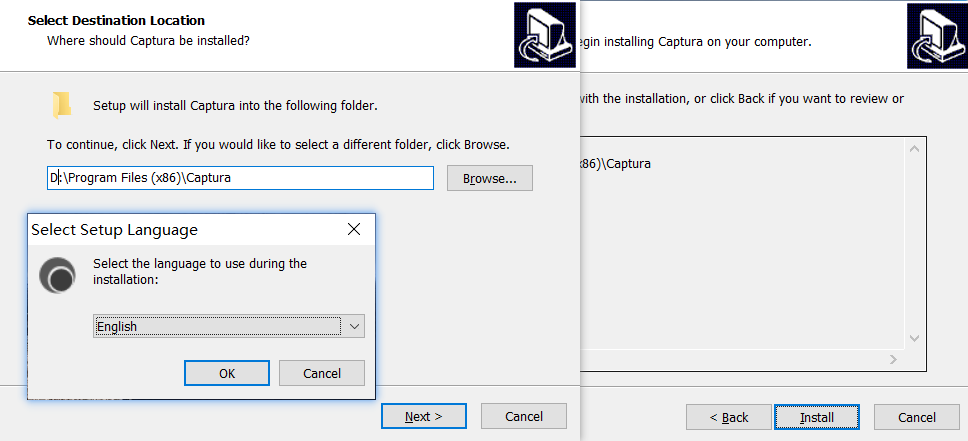 Select Destination Location
Where should Captura be installed?
Setup will install Captura into the following folder.
To continue, click Next. If you would like to select a different folder, click Browse.
D:\Program Files (x86)\Captura
Browse...
Select Setup Language
Select the language to use during the
installation:
English
OK
Cancel
Next >
Cancel
installing Captura on your computer.
with the installation, or click Back if you want to review or
x86)\Captura
< Back
Install
Cancel